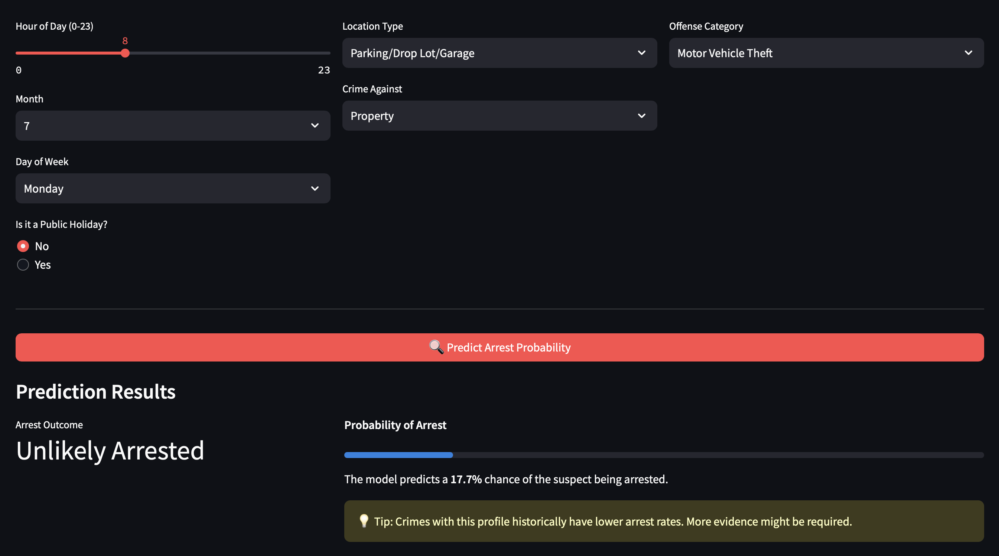 Hour of Day (0-23)
8
0
23
Month
7
Day of Week
Monday
Is it a Public Holiday?
No
Yes
Location Type
Parking/Drop Lot/Garage
Crime Against
Property
Offense Category
Motor Vehicle Theft
🔍 Predict Arrest Probability
Prediction Results
Arrest Outcome
Unlikely Arrested
Probability of Arrest
The model predicts a 17.7% chance of the suspect being arrested.
💡 Tip: Crimes with this profile historically have lower arrest rates. More evidence might be required.